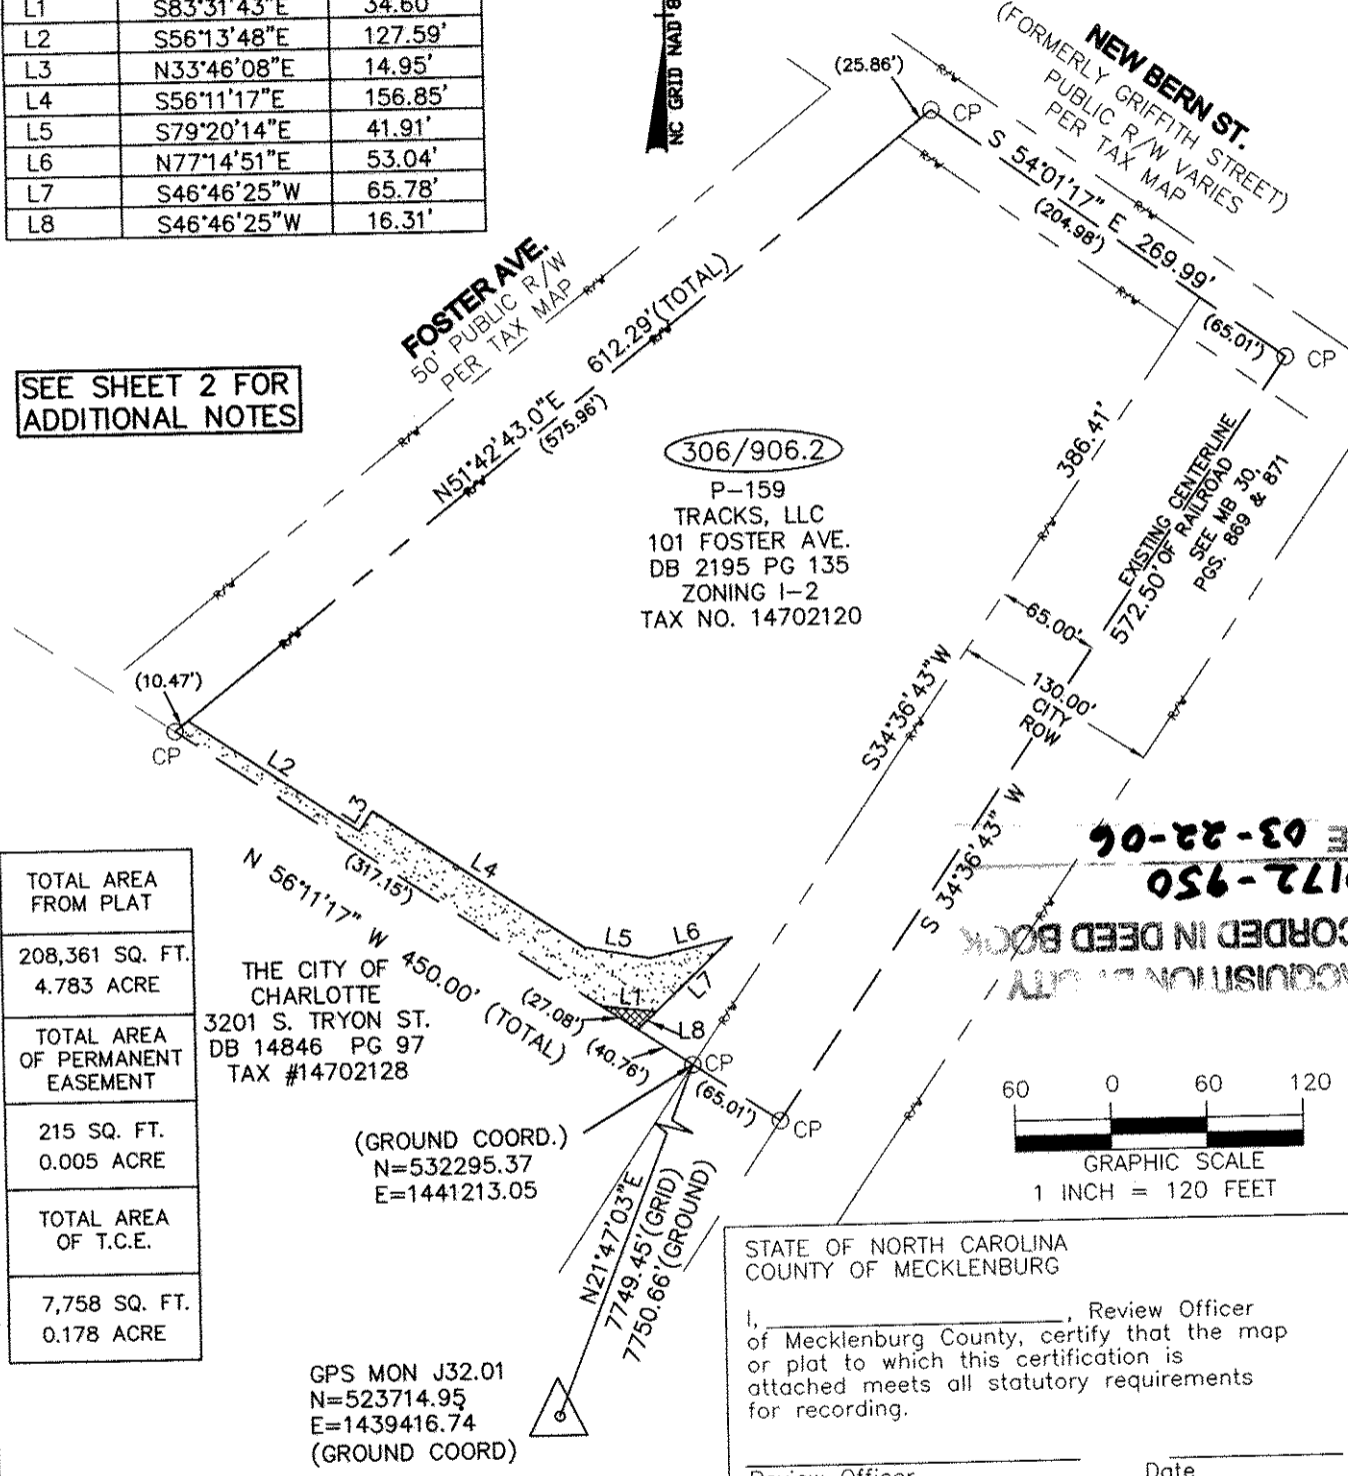 L1 S83°31'43"E 34.60'
L2 S56°13'48"E 127.59'
L3 N33°46'08"E 14.95'
L4 S56°11'17"E 156.85'
L5 S79°20'14"E 41.91'
L6 N77°14'51"E 53.04'
L7 S46°46'25"W 65.78'
L8 S46°46'25"W 16.31'
NC GRID NAD'8
NEW BERN ST.
(FORMERLY GRIFFITH STREET)
PUBLIC R/W VARIES
PER TAX MAP
(25.86')
CP
R/W
R/W
S 54°01'17" E 269.99'
(204.98')
R/W
R/W
(65.01')
CP
FOSTER AVE.
50' PUBLIC R/W
PER TAX MAP
R/W
R/W
R/W
N51°42'43.0"E 612.29'(TOTAL)
(575.96')
R/W
R/W
R/W
SEE SHEET 2 FOR
ADDITIONAL NOTES
306/906.2
P-159
TRACKS, LLC
101 FOSTER AVE.
DB 2195 PG 135
ZONING I-2
TAX NO. 14702120
386.41'
R/W
EXISTING CENTERLINE
572.50' OF RAILROAD
SEE MB 30,
PGS. 869 & 871
65.00'
130.00'
CITY
ROW
R/W
S34°36'43"W
R/W
S 34°36'43" W
R/W
R/W
R/W
(10.47')
CP
L2
L3
L4
L5
L6
L7
L1
L8
(317.15')
N 56°11'17" W 450.00' (TOTAL)
(27.08')
(40.76')
CP
(65.01')
CP
THE CITY OF
CHARLOTTE
3201 S. TRYON ST.
DB 14846 PG 97
TAX #14702128
TOTAL AREA
FROM PLAT
208,361 SQ. FT.
4.783 ACRE
TOTAL AREA
OF PERMANENT
EASEMENT
215 SQ. FT.
0.005 ACRE
TOTAL AREA
OF T.C.E.
7,758 SQ. FT.
0.178 ACRE
ACQUISITION BY CITY
CORDED IN DEED BOOK
0172-950
E 03-22-06
(GROUND COORD.)
N=532295.37
E=1441213.05
N21°47'03"E
7749.45'(GRID)
7750.66'(GROUND)
GPS MON J32.01
N=523714.95
E=1439416.74
(GROUND COORD)
60 0 60 120
GRAPHIC SCALE
1 INCH = 120 FEET
STATE OF NORTH CAROLINA
COUNTY OF MECKLENBURG
I, ____________________, Review Officer
of Mecklenburg County, certify that the map
or plat to which this certification is
attached meets all statutory requirements
for recording.
Review Officer Date